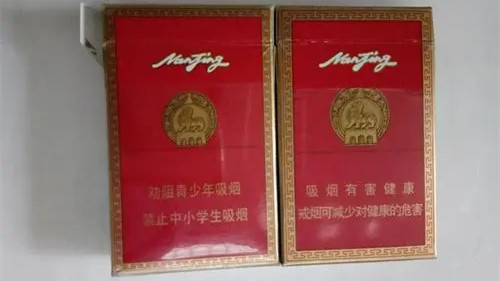 NanJing
劝阻青少年吸烟
禁止中小学生吸烟
NanJing
吸烟有害健康
戒烟可减少对健康的危害